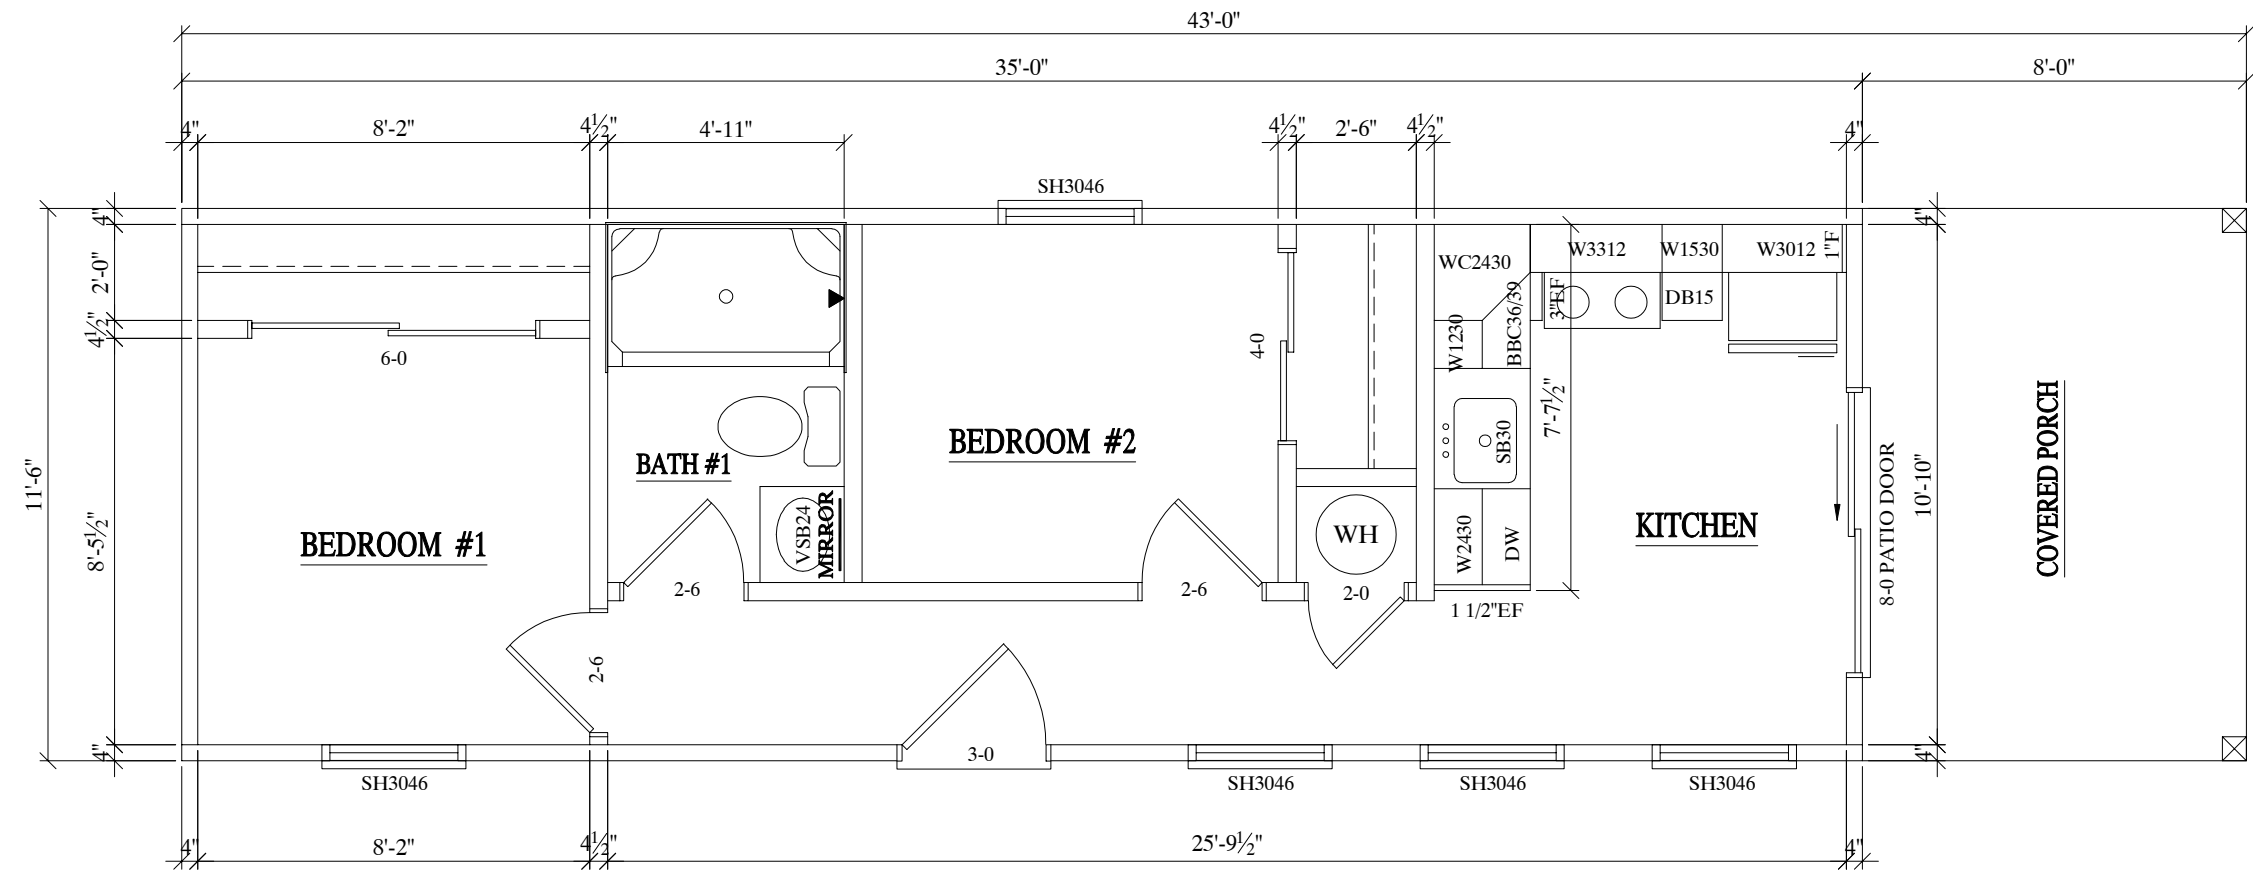 43'-0"
35'-0"
8'-0"
4"
8'-2"
4½"
4'-11"
4½"
2'-6"
4½"
4"
SH3046
4"
2'-0"
4½"
8'-5½"
4"
11'-6"
6-0
4-0
WC2430
W3312
W1530
W3012
1"F
3"EF
DB15
W1230
BBC36/39
7'-7½"
SB30
W2430
DW
1 1/2"EF
BEDROOM #1
BATH #1
VSB24
MIRROR
BEDROOM #2
WH
KITCHEN
8-0 PATIO DOOR
4"
10'-10"
4"
COVERED PORCH
2-6
2-6
2-0
2-6
3-0
SH3046
SH3046
SH3046
SH3046
4"
8'-2"
4½"
25'-9½"
4"